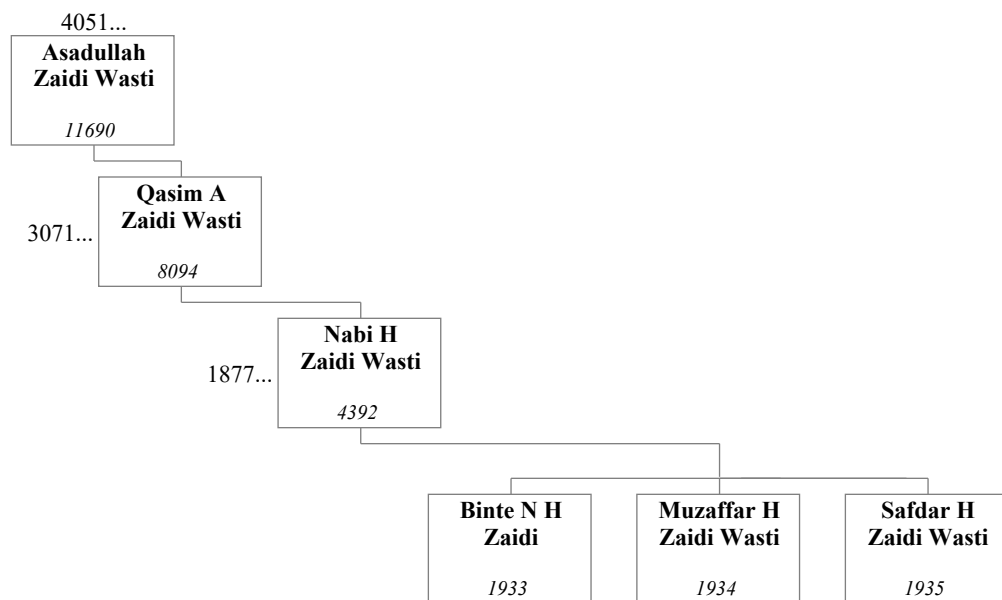 4051...
Asadullah
Zaidi Wasti
11690
Qasim A
Zaidi Wasti
3071...
8094
Nabi H
Zaidi Wasti
1877...
4392
Binte N H
Zaidi
1933
Muzaffar H
Zaidi Wasti
1934
Safdar H
Zaidi Wasti
1935